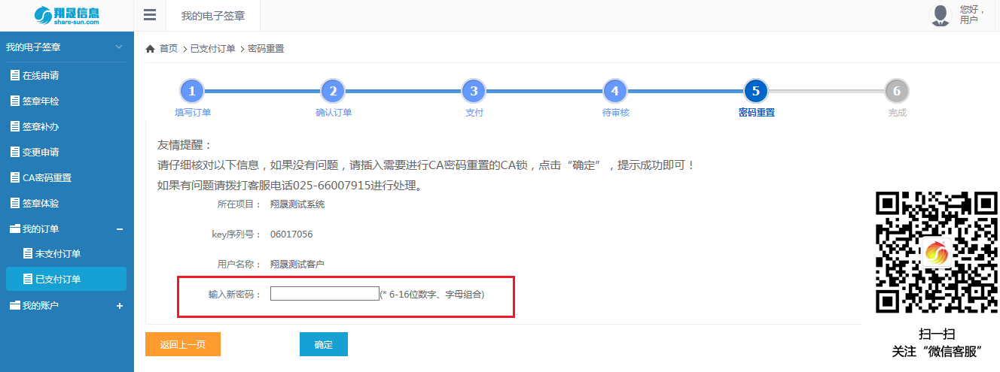 翔晟信息
share-sun.com
我的电子签章
您好，
用户
我的电子签章
在线申请
签章年检
签章补办
变更申请
CA密码重置
签章体验
我的订单
未支付订单
已支付订单
我的账户
首页 > 已支付订单 > 密码重置
1 2 3 4 5 6
填写订单 确认订单 支付 待审核 密码重置 完成
友情提醒：
请仔细核对以下信息，如果没有问题，请插入需要进行CA密码重置的CA锁，点击“确定”，提示成功即可！
如果有问题请拨打客服电话025-66007915进行处理。
所在项目： 翔晟测试系统
key序列号： 06017056
用户名称： 翔晟测试客户
输入新密码： (* 6-16位数字、字母组合)
返回上一页 确定
扫一扫
关注“微信客服”